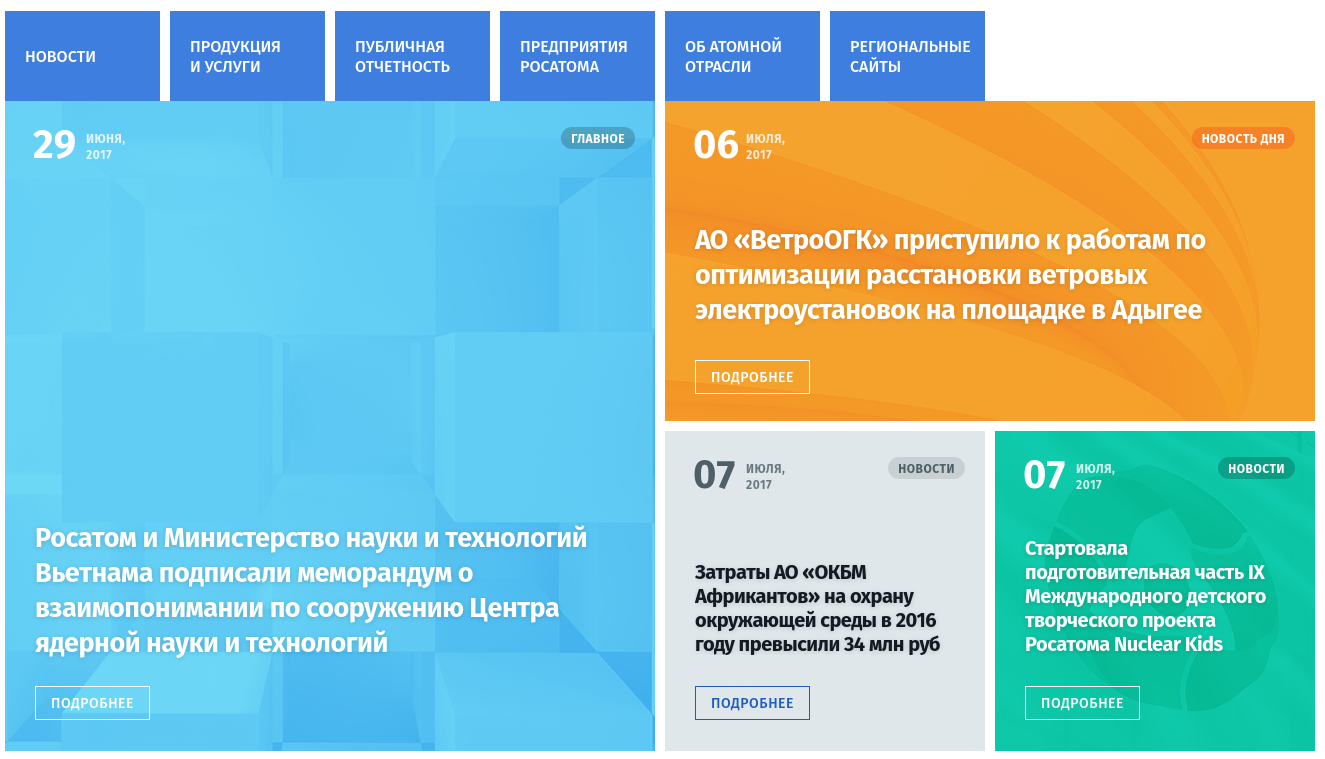 НОВОСТИ
ПРОДУКЦИЯ
И УСЛУГИ
ПУБЛИЧНАЯ
ОТЧЕТНОСТЬ
ПРЕДПРИЯТИЯ
РОСАТОМА
ОБ АТОМНОЙ
ОТРАСЛИ
РЕГИОНАЛЬНЫЕ
САЙТЫ
29
ИЮНЯ,
2017
ГЛАВНОЕ
Росатом и Министерство науки и технологий
Вьетнама подписали меморандум о
взаимопонимании по сооружению Центра
ядерной науки и технологий
ПОДРОБНЕЕ
06
ИЮЛЯ,
2017
НОВОСТЬ ДНЯ
АО «ВетроОГК» приступило к работам по
оптимизации расстановки ветровых
электроустановок на площадке в Адыгее
ПОДРОБНЕЕ
07
ИЮЛЯ,
2017
НОВОСТИ
Затраты АО «ОКБМ
Африкантов» на охрану
окружающей среды в 2016
году превысили 34 млн руб
ПОДРОБНЕЕ
07
ИЮЛЯ,
2017
НОВОСТИ
Стартовала
подготовительная часть IX
Международного детского
творческого проекта
Росатома Nuclear Kids
ПОДРОБНЕЕ